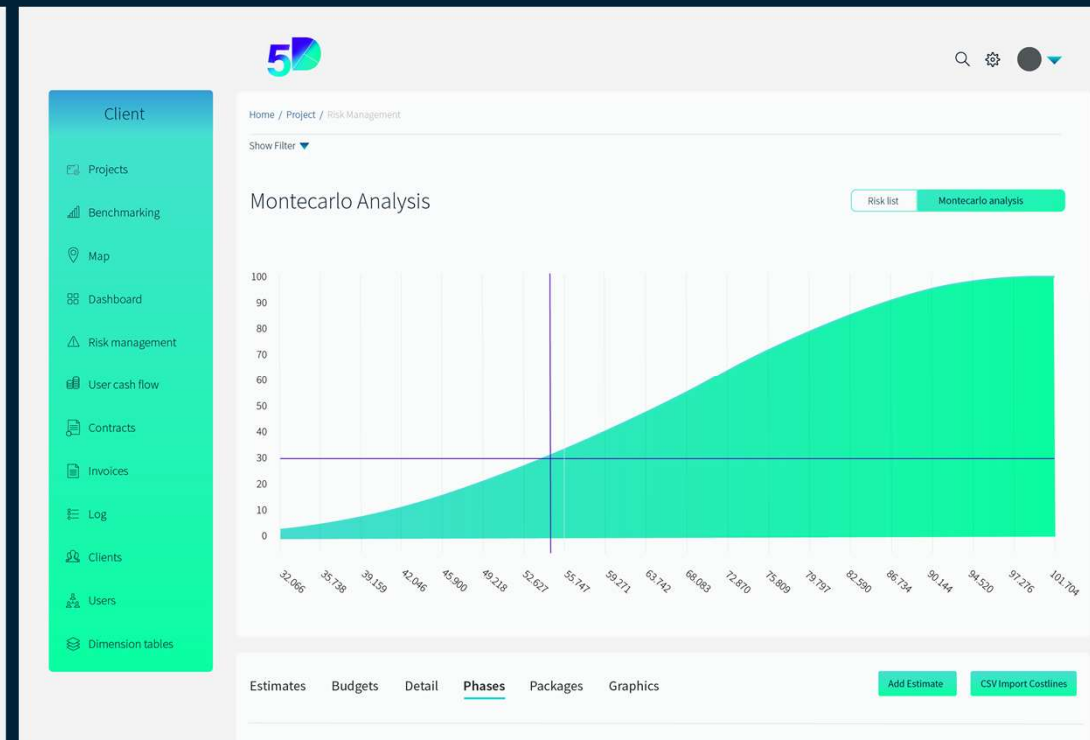 5D
Client
Projects
Benchmarking
Map
Dashboard
Risk management
User cash flow
Contracts
Invoices
Log
Clients
Users
Dimension tables
Home / Project / Risk Management
Show Filter
Montecarlo Analysis
Risk list
Montecarlo analysis
100
90
80
70
60
50
40
30
20
10
0
32.066
35.738
39.159
42.046
45.900
49.218
52.627
55.747
59.271
63.742
68.083
72.870
75.809
79.797
82.590
86.734
90.144
94.520
97.276
101.704
Estimates Budgets Detail Phases Packages Graphics
Add Estimate
CSV Import Costlines